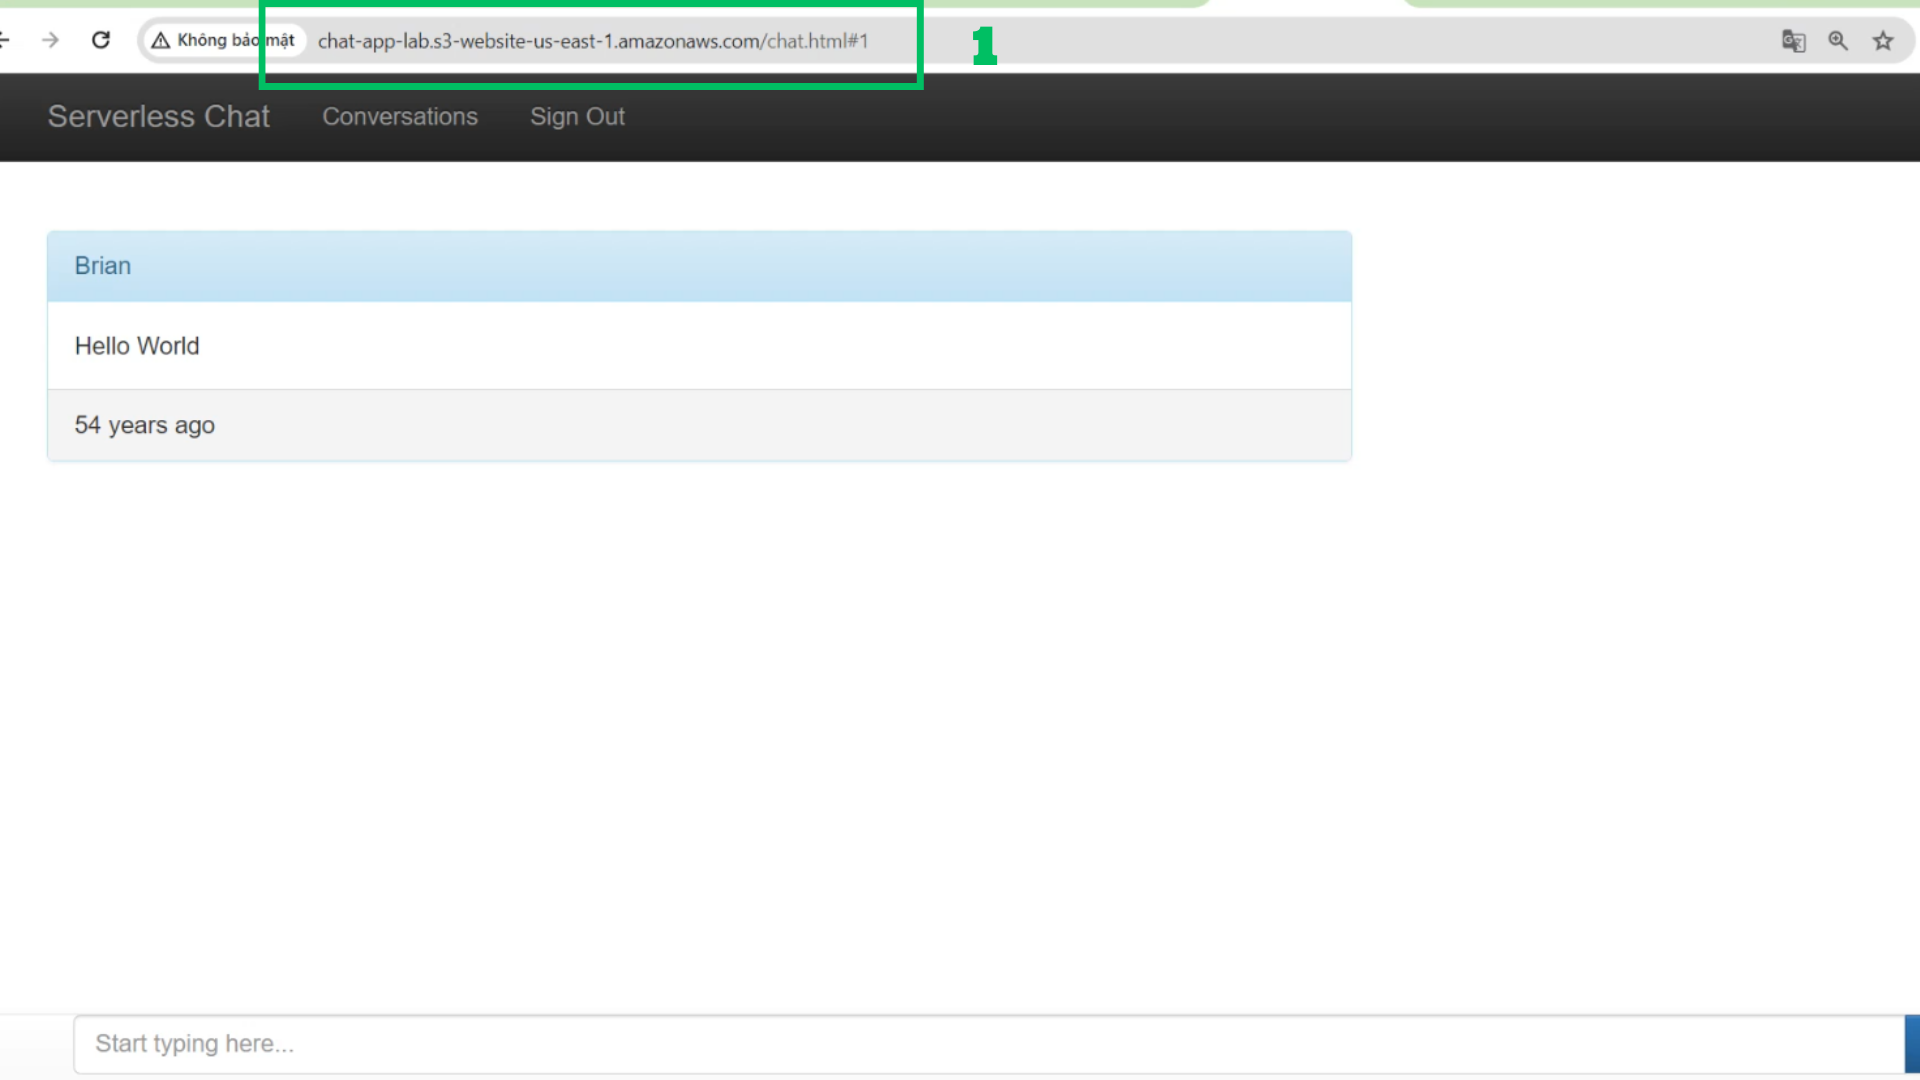 Không bảo mật chat-app-lab.s3-website-us-east-1.amazonaws.com/chat.html#1 1
Serverless Chat Conversations Sign Out
Brian
Hello World
54 years ago
Start typing here...